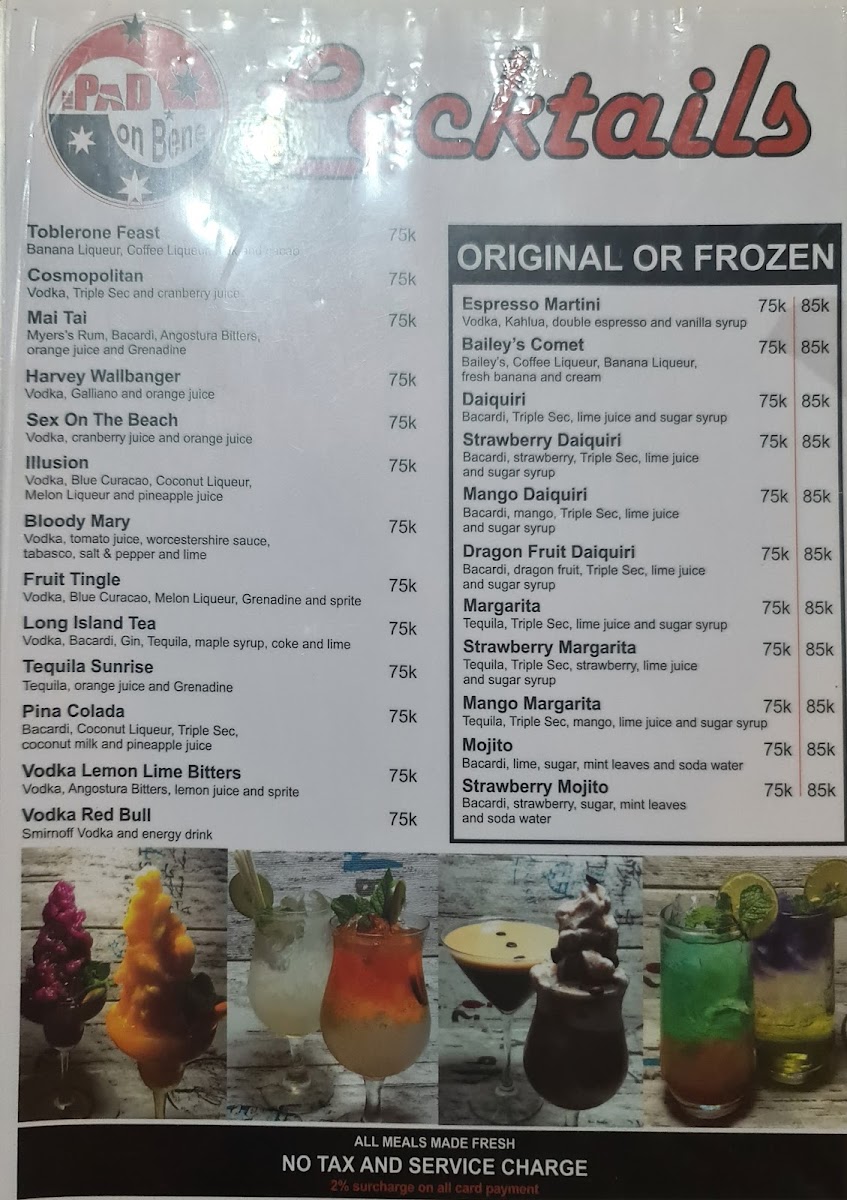 THE PAD
on Bene
Cocktails
Toblerone Feast 75k
Banana Liqueur, Coffee Liqueur,
Cosmopolitan 75k
Vodka, Triple Sec and cranberry juice
Mai Tai 75k
Myers's Rum, Bacardi, Angostura Bitters,
orange juice and Grenadine
Harvey Wallbanger 75k
Vodka, Galliano and orange juice
Sex On The Beach 75k
Vodka, cranberry juice and orange juice
Illusion 75k
Vodka, Blue Curacao, Coconut Liqueur,
Melon Liqueur and pineapple juice
Bloody Mary 75k
Vodka, tomato juice, worcestershire sauce,
tabasco, salt & pepper and lime
Fruit Tingle 75k
Vodka, Blue Curacao, Melon Liqueur, Grenadine and sprite
Long Island Tea 75k
Vodka, Bacardi, Gin, Tequila, maple syrup, coke and lime
Tequila Sunrise 75k
Tequila, orange juice and Grenadine
Pina Colada 75k
Bacardi, Coconut Liqueur, Triple Sec,
coconut milk and pineapple juice
Vodka Lemon Lime Bitters 75k
Vodka, Angostura Bitters, lemon juice and sprite
Vodka Red Bull 75k
Smirnoff Vodka and energy drink
ORIGINAL OR FROZEN
Espresso Martini 75k 85k
Vodka, Kahlua, double espresso and vanilla syrup
Bailey's Comet 75k 85k
Bailey's, Coffee Liqueur, Banana Liqueur,
fresh banana and cream
Daiquiri 75k 85k
Bacardi, Triple Sec, lime juice and sugar syrup
Strawberry Daiquiri 75k 85k
Bacardi, strawberry, Triple Sec, lime juice
and sugar syrup
Mango Daiquiri 75k 85k
Bacardi, mango, Triple Sec, lime juice
and sugar syrup
Dragon Fruit Daiquiri 75k 85k
Bacardi, dragon fruit, Triple Sec, lime juice
and sugar syrup
Margarita 75k 85k
Tequila, Triple Sec, lime juice and sugar syrup
Strawberry Margarita 75k 85k
Tequila, Triple Sec, strawberry, lime juice
and sugar syrup
Mango Margarita 75k 85k
Tequila, Triple Sec, mango, lime juice and sugar syrup
Mojito 75k 85k
Bacardi, lime, sugar, mint leaves and soda water
Strawberry Mojito 75k 85k
Bacardi, strawberry, sugar, mint leaves
and soda water
ALL MEALS MADE FRESH
NO TAX AND SERVICE CHARGE
2% surcharge on all card payment